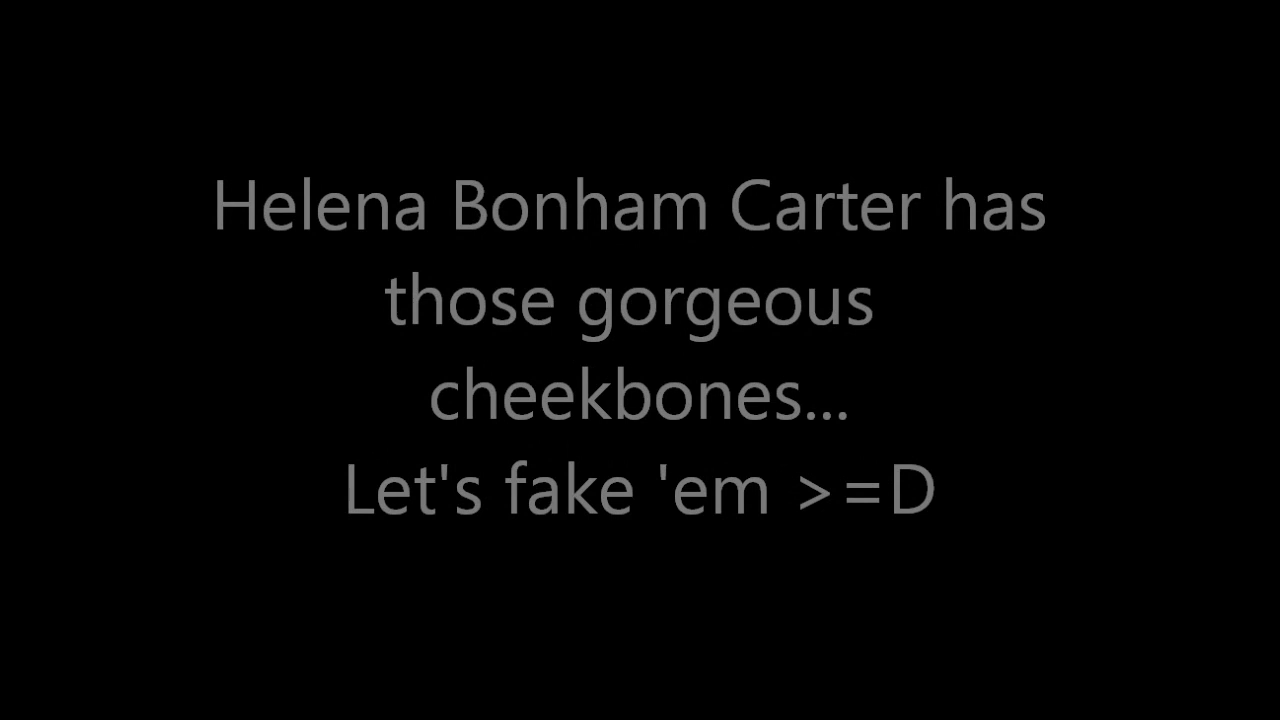 Helena Bonham Carter has
those gorgeous
cheekbones...
Let's fake 'em >=D